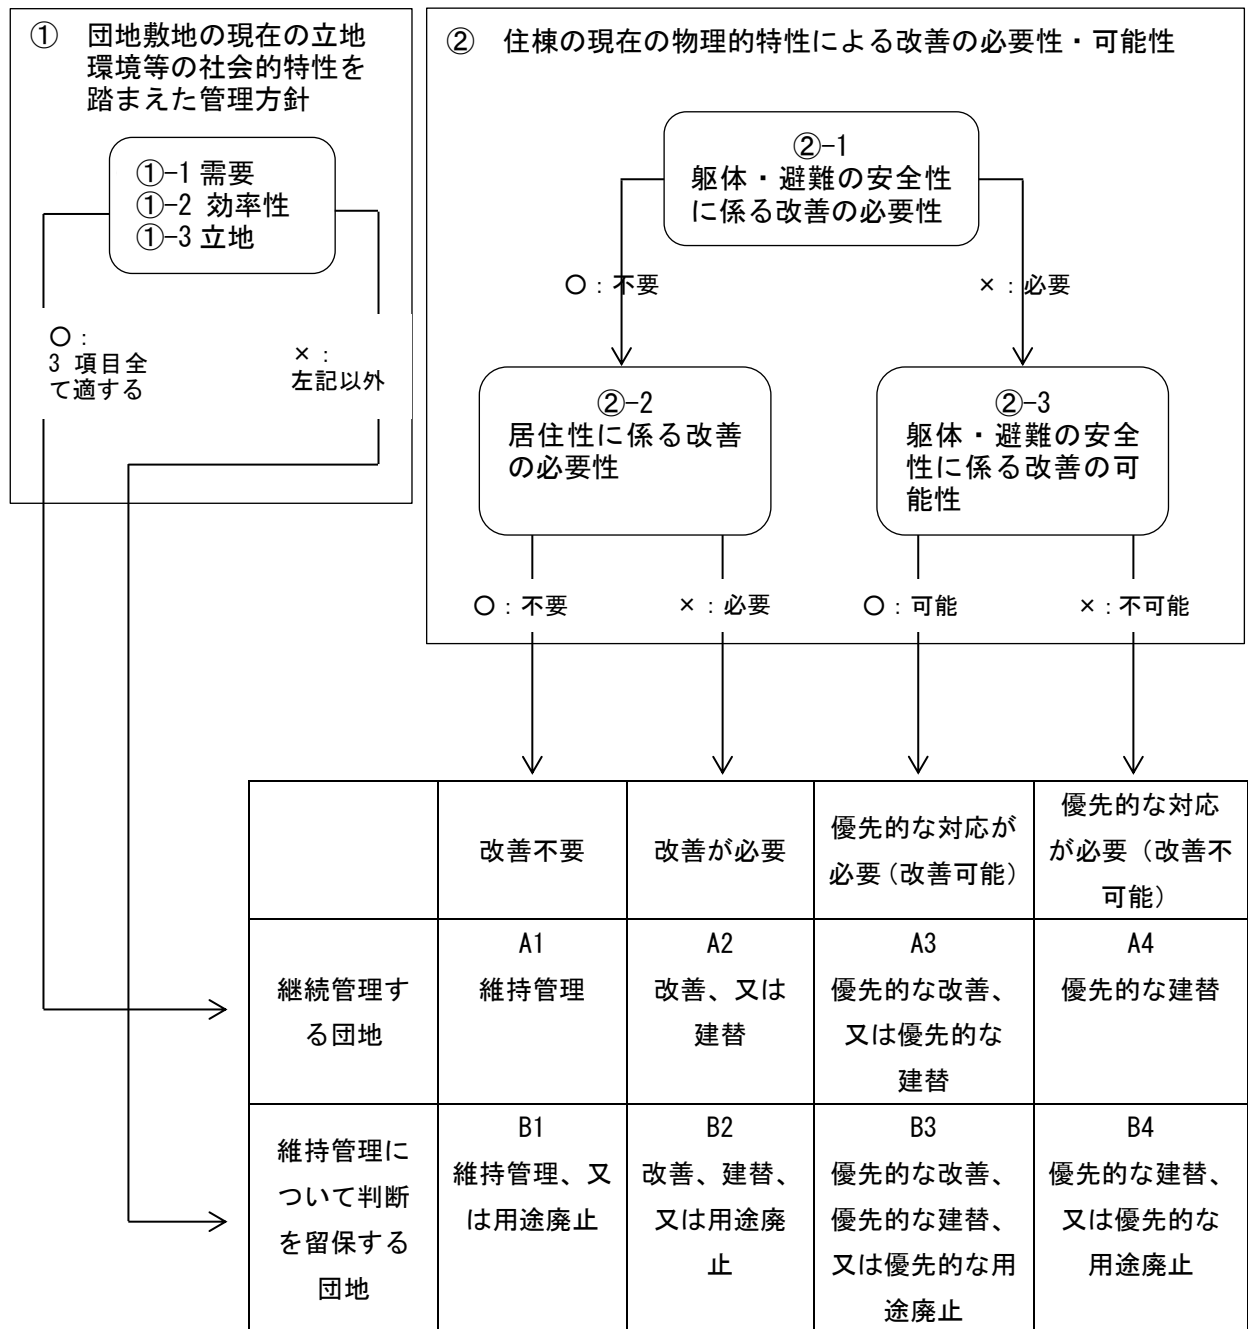 ① 団地敷地の現在の立地
環境等の社会的特性を
踏まえた管理方針
①-1 需要
①-2 効率性
①-3 立地
○：
3 項目全
て適する
×：
左記以外
② 住棟の現在の物理的特性による改善の必要性・可能性
②-1
躯体・避難の安全性
に係る改善の必要性
○：不要
×：必要
②-2
居住性に係る改善
の必要性
②-3
躯体・避難の安全
性に係る改善の可
能性
○：不要
×：必要
○：可能
×：不可能
改善不要
改善が必要
優先的な対応が
必要（改善可能）
優先的な対応
が必要（改善不
可能）
継続管理す
る団地
A1
維持管理
A2
改善、又は
建替
A3
優先的な改善、
又は優先的な
建替
A4
優先的な建替
維持管理に
ついて判断
を留保する
団地
B1
維持管理、又
は用途廃止
B2
改善、建替、
又は用途廃
止
B3
優先的な改善、
優先的な建替、
又は優先的な用
途廃止
B4
優先的な建替、
又は優先的な
用途廃止